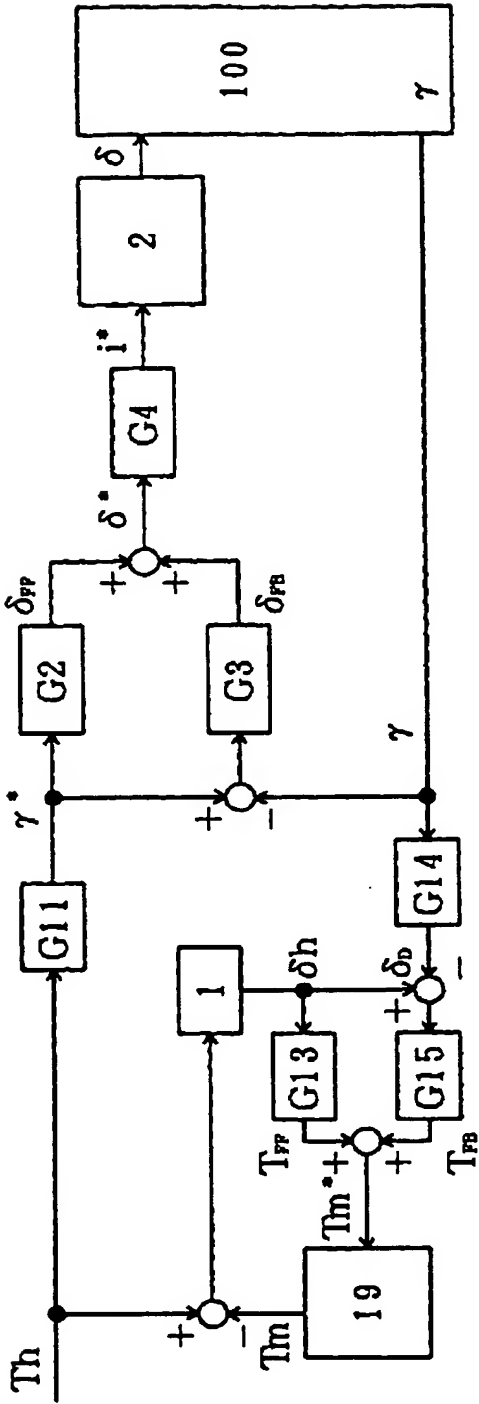 Th
G11
γ*
G2
δFF
+
+
δ*
G4
i*
2
δ
100
γ
+
−
G3
δFB
γ
+
−
1
δh
G13
TFF
+
+
Tm*
TFB
G15
+
−
δD
G14
Tm
19